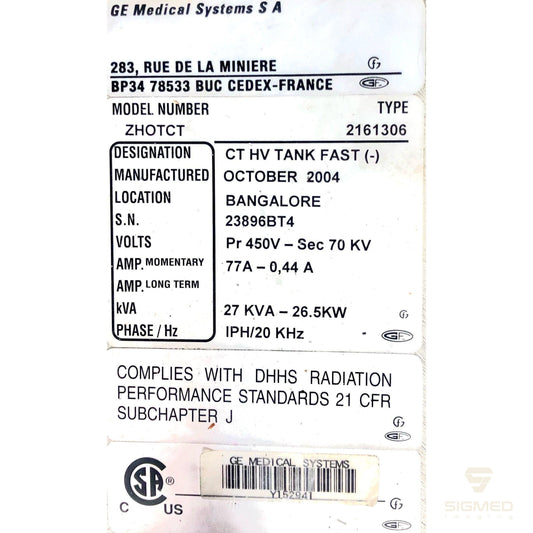 GE Medical Systems S A
283, RUE DE LA MINIERE
BP34 78533 BUC CEDEX-FRANCE
MODEL NUMBER TYPE
ZHOTCT 2161306
DESIGNATION CT HV TANK FAST (-)
MANUFACTURED OCTOBER 2004
LOCATION BANGALORE
S.N. 23896BT4
VOLTS Pr 450V – Sec 70 KV
AMP. MOMENTARY 77A – 0,44 A
AMP. LONG TERM
kVA 27 KVA – 26.5KW
PHASE / Hz IPH/20 KHz
COMPLIES WITH DHHS RADIATION
PERFORMANCE STANDARDS 21 CFR
SUBCHAPTER J
GE MEDICAL SYSTEMS
Y152941
CSA ®
C US
SIGMED
imaging